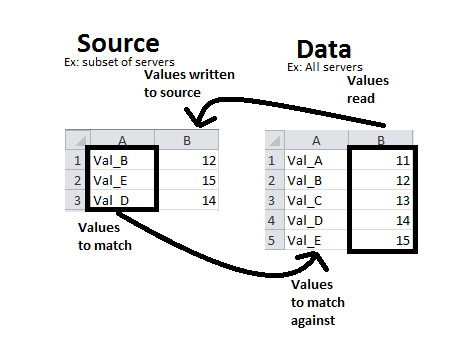 Source
Ex: subset of servers
Data
Ex: All servers
Values written
to source
Values
read
A B
1 Val_B 12
2 Val_E 15
3 Val_D 14
A B
1 Val_A 11
2 Val_B 12
3 Val_C 13
4 Val_D 14
5 Val_E 15
Values
to match
Values
to match
against